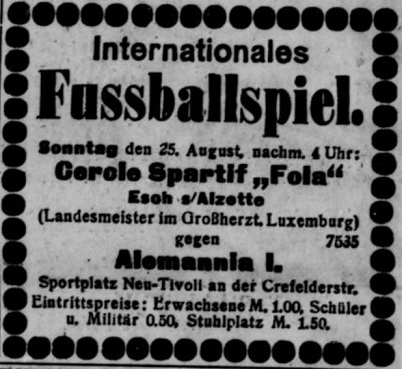 Internationales
Fussballspiel.
Sonntag den 25. August, nachm. 4 Uhr:
Cercle Spartif „Fola“
Esch s/Alzette
(Landesmeister im Großherzt. Luxemburg)
gegen 7535
Alemannia I.
Sportplatz Neu-Tivoli an der Crefelderstr.
Eintrittspreise: Erwachsene M. 1.00, Schüler
u. Militär 0.50, Stuhlplatz M. 1.50.